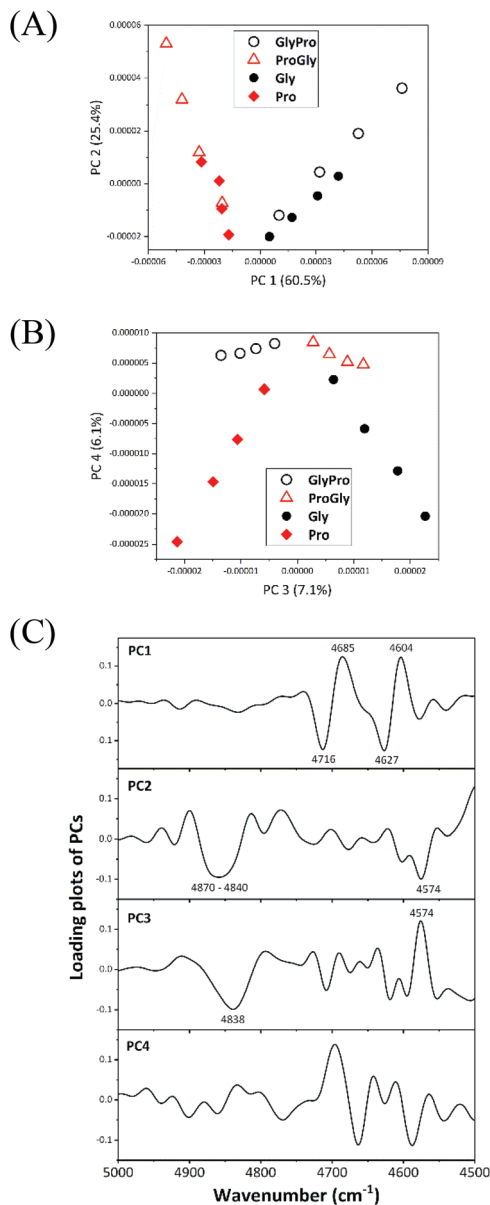 (A)
0.00006
0.00004
0.00002
0.00000
-0.00002
PC 2 (25.4%)
GlyPro
ProGly
Gly
Pro
-0.00006 -0.00003 0.00000 0.00003 0.00006 0.00009
PC 1 (60.5%)
(B)
0.000010
0.000005
0.000000
-0.000005
-0.000010
-0.000015
-0.000020
-0.000025
PC 4 (6.1%)
GlyPro
ProGly
Gly
Pro
-0.00002 -0.00001 0.00000 0.00001 0.00002
PC 3 (7.1%)
(C)
Loading plots of PCs
PC1
4685 4604
0.1
0.0
0.1
4716 4627
PC2
0.1
0.0
-0.1
4870 - 4840 4574
PC3
4574
0.1
0.0
-0.1
4838
PC4
0.1
0.0
-0.1
5000 4900 4800 4700 4600 4500
Wavenumber (cm-1)